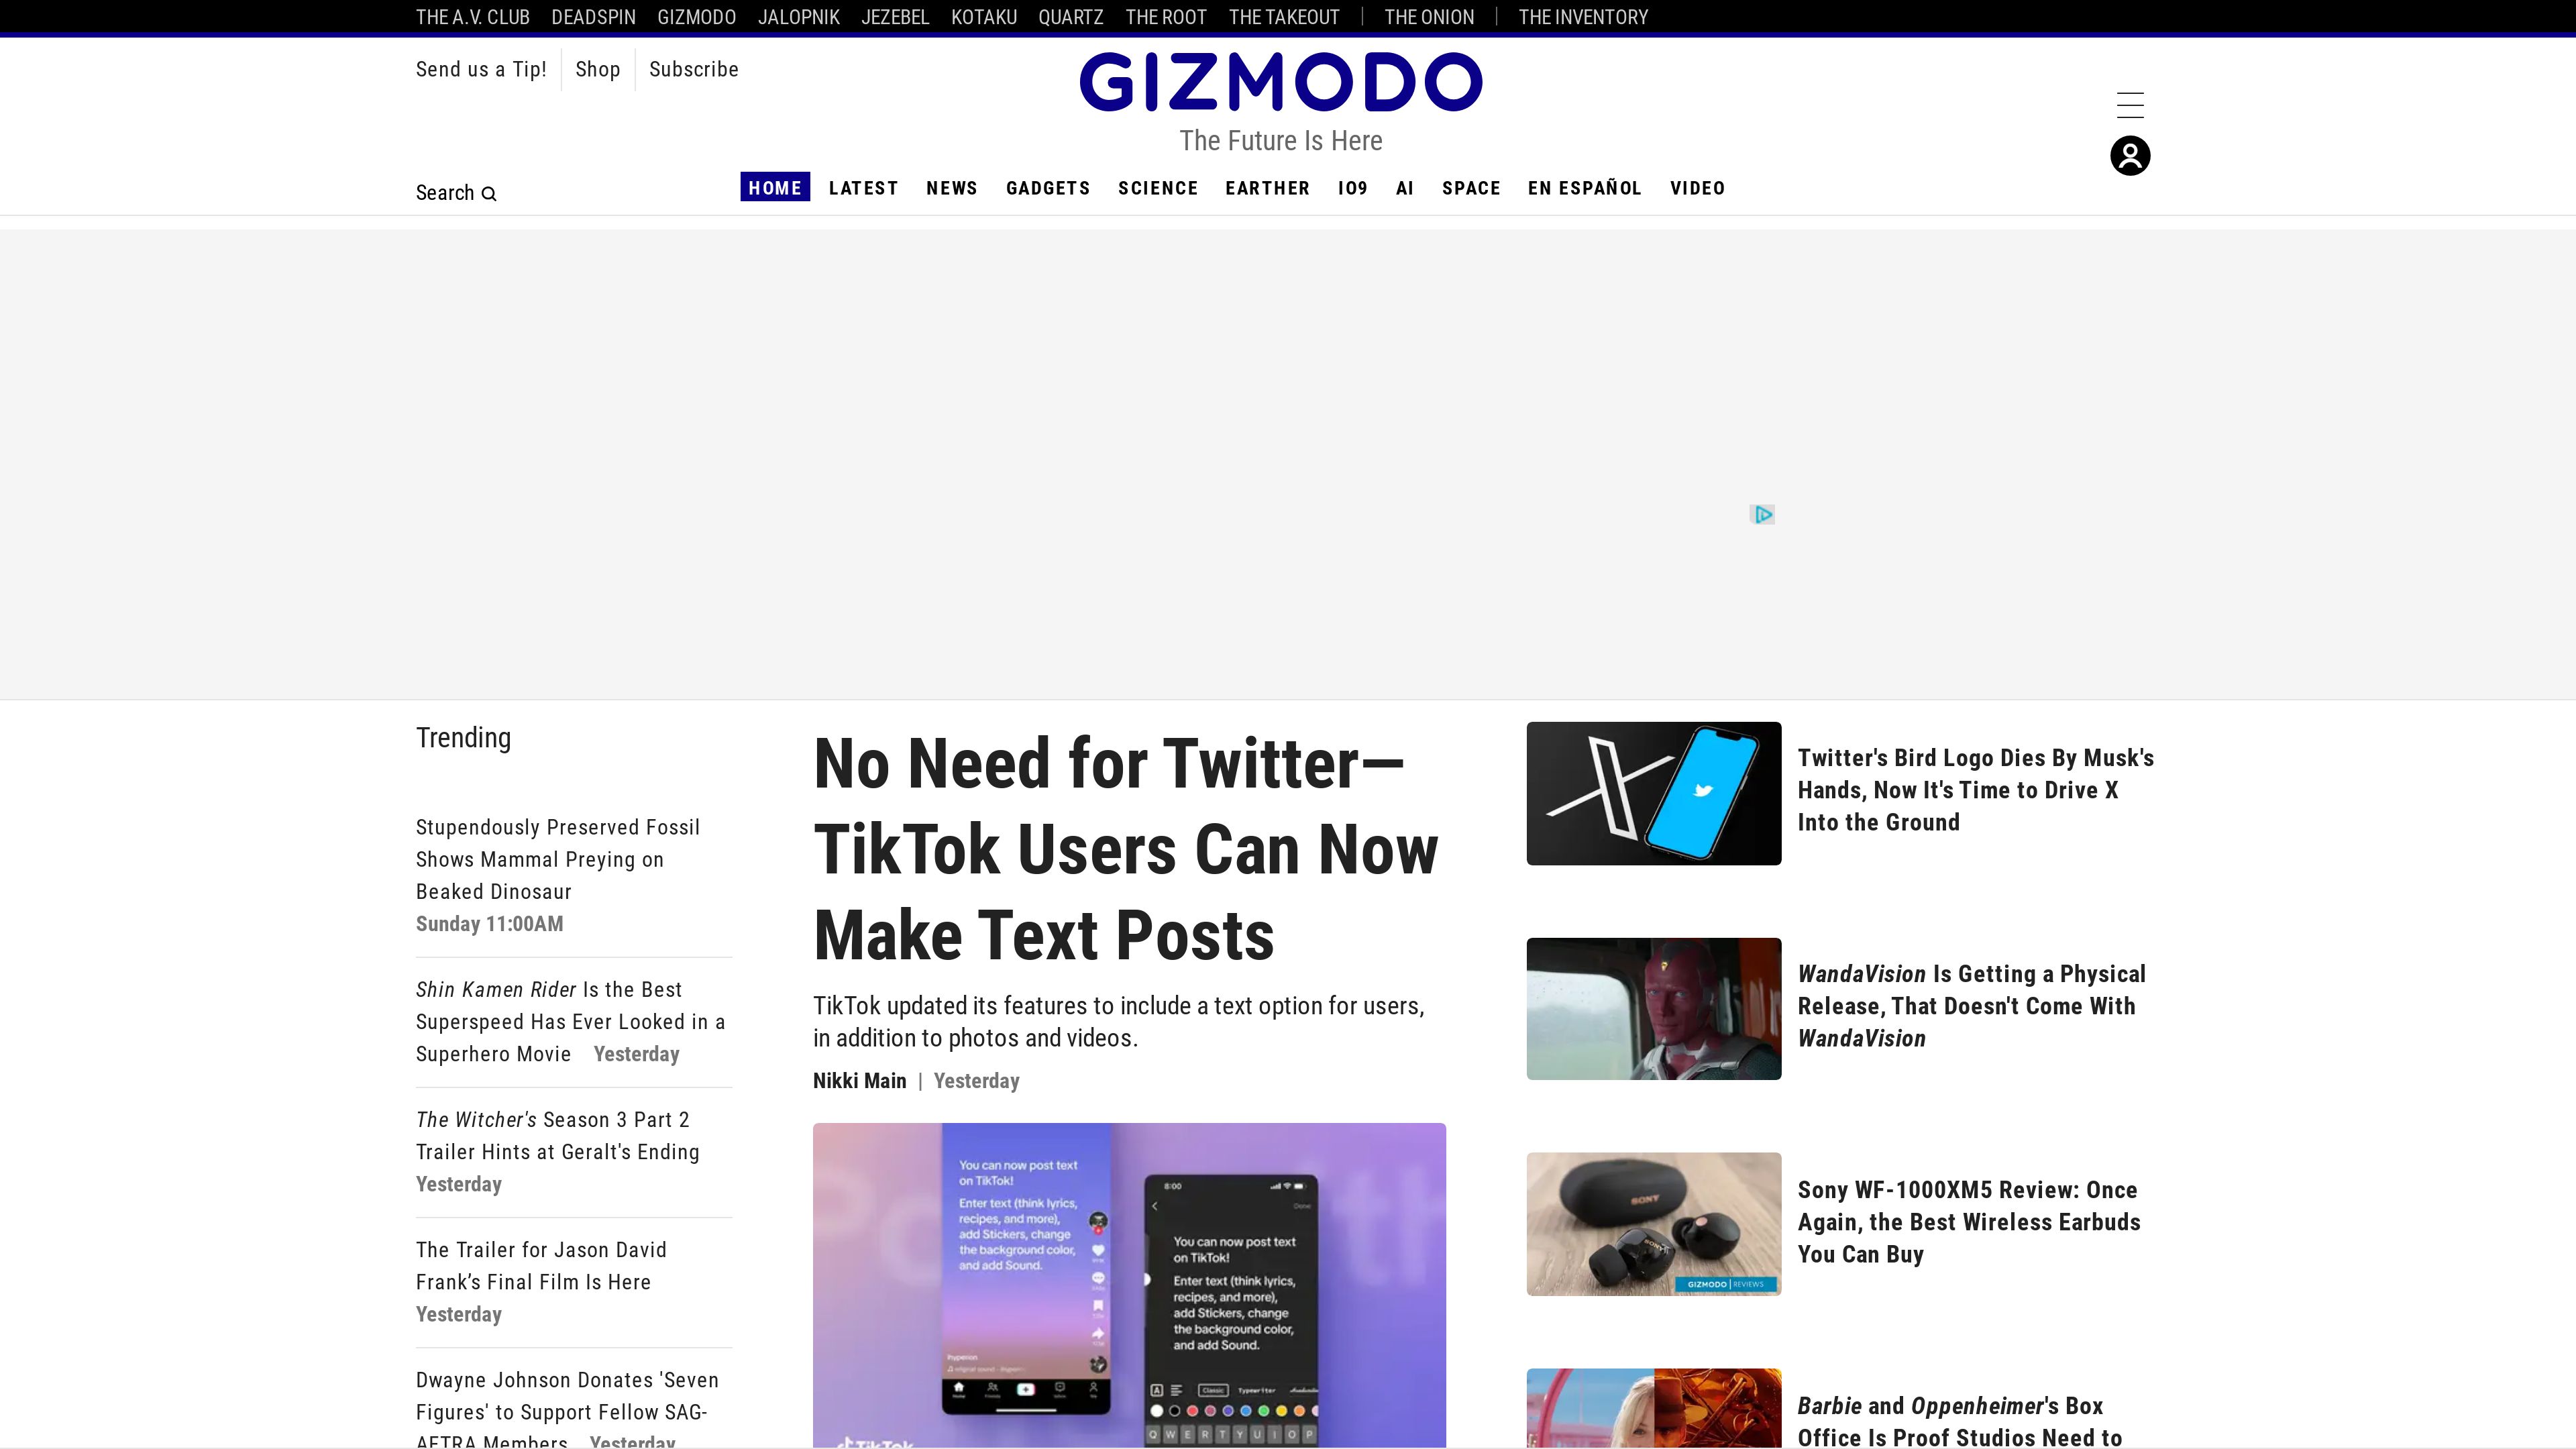 THE A.V. CLUB DEADSPIN GIZMODO JALOPNIK JEZEBEL KOTAKU QUARTZ THE ROOT THE TAKEOUT | THE ONION | THE INVENTORY
Send us a Tip! Shop Subscribe
GIZMODO
The Future Is Here
Search
HOME LATEST NEWS GADGETS SCIENCE EARTHER IO9 AI SPACE EN ESPAÑOL VIDEO
Trending
Stupendously Preserved Fossil
Shows Mammal Preying on
Beaked Dinosaur
Sunday 11:00AM
Shin Kamen Rider Is the Best
Superspeed Has Ever Looked in a
Superhero Movie Yesterday
The Witcher's Season 3 Part 2
Trailer Hints at Geralt's Ending
Yesterday
The Trailer for Jason David
Frank’s Final Film Is Here
Yesterday
Dwayne Johnson Donates 'Seven
Figures' to Support Fellow SAG-
AFTRA Members Yesterday
No Need for Twitter—
TikTok Users Can Now
Make Text Posts
TikTok updated its features to include a text option for users,
in addition to photos and videos.
Nikki Main | Yesterday
You can now post text
on TikTok!
Enter text (think lyrics,
recipes, and more),
add Stickers, change
the background color,
and add Sound.
8:00
Done
You can now post text
on TikTok!
Enter text (think lyrics,
recipes, and more),
add Stickers, change
the background color,
and add Sound.
Classic Typewriter
Q W E R T Y U I O P
TikTok
Twitter's Bird Logo Dies By Musk's
Hands, Now It's Time to Drive X
Into the Ground
WandaVision Is Getting a Physical
Release, That Doesn't Come With
WandaVision
SONY
SONY
GIZMODO | REVIEWS
Sony WF-1000XM5 Review: Once
Again, the Best Wireless Earbuds
You Can Buy
Barbie and Oppenheimer's Box
Office Is Proof Studios Need to